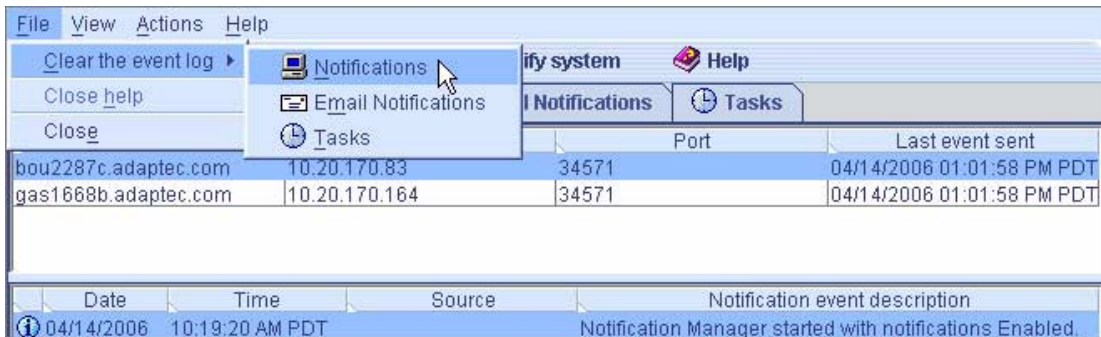 File View Actions Help
Clear the event log
Notifications
ify system
Help
Close help
Email Notifications
l Notifications
Tasks
Close
Tasks
Port
Last event sent
bou2287c.adaptec.com 10.20.170.83 34571 04/14/2006 01:01:58 PM PDT
gas1668b.adaptec.com 10.20.170.164 34571 04/14/2006 01:01:58 PM PDT
Date Time Source Notification event description
04/14/2006 10:19:20 AM PDT Notification Manager started with notifications Enabled.